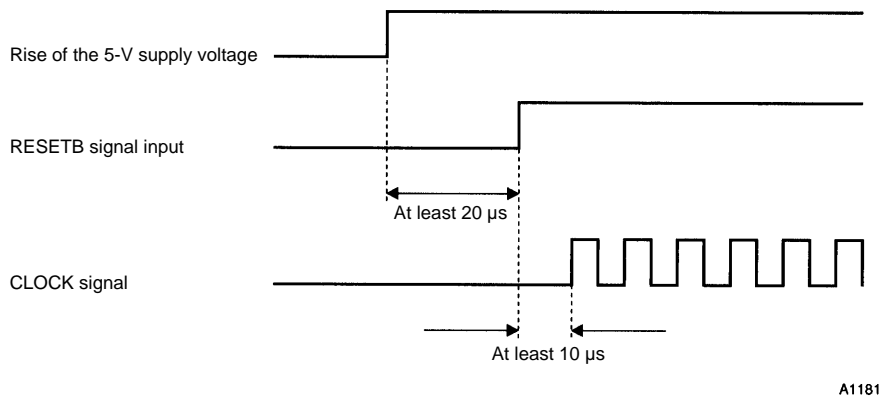 Rise of the 5-V supply voltage
RESETB signal input
At least 20 µs
CLOCK signal
At least 10 µs
A1181